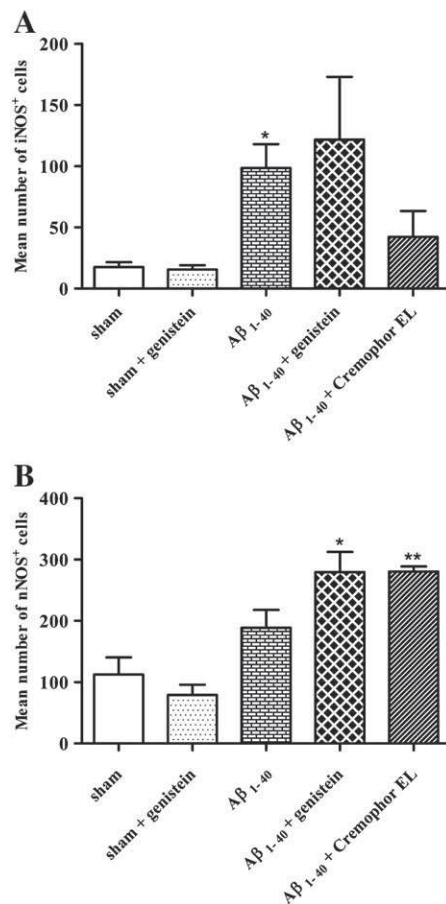 A
Mean number of iNOS⁺ cells
200
150
100
50
0
*
sham
sham + genistein
Aβ ₁₋₄₀
Aβ ₁₋₄₀ + genistein
Aβ ₁₋₄₀ + Cremophor EL
B
Mean number of nNOS⁺ cells
400
300
200
100
0
*
**
sham
sham + genistein
Aβ ₁₋₄₀
Aβ ₁₋₄₀ + genistein
Aβ ₁₋₄₀ + Cremophor EL